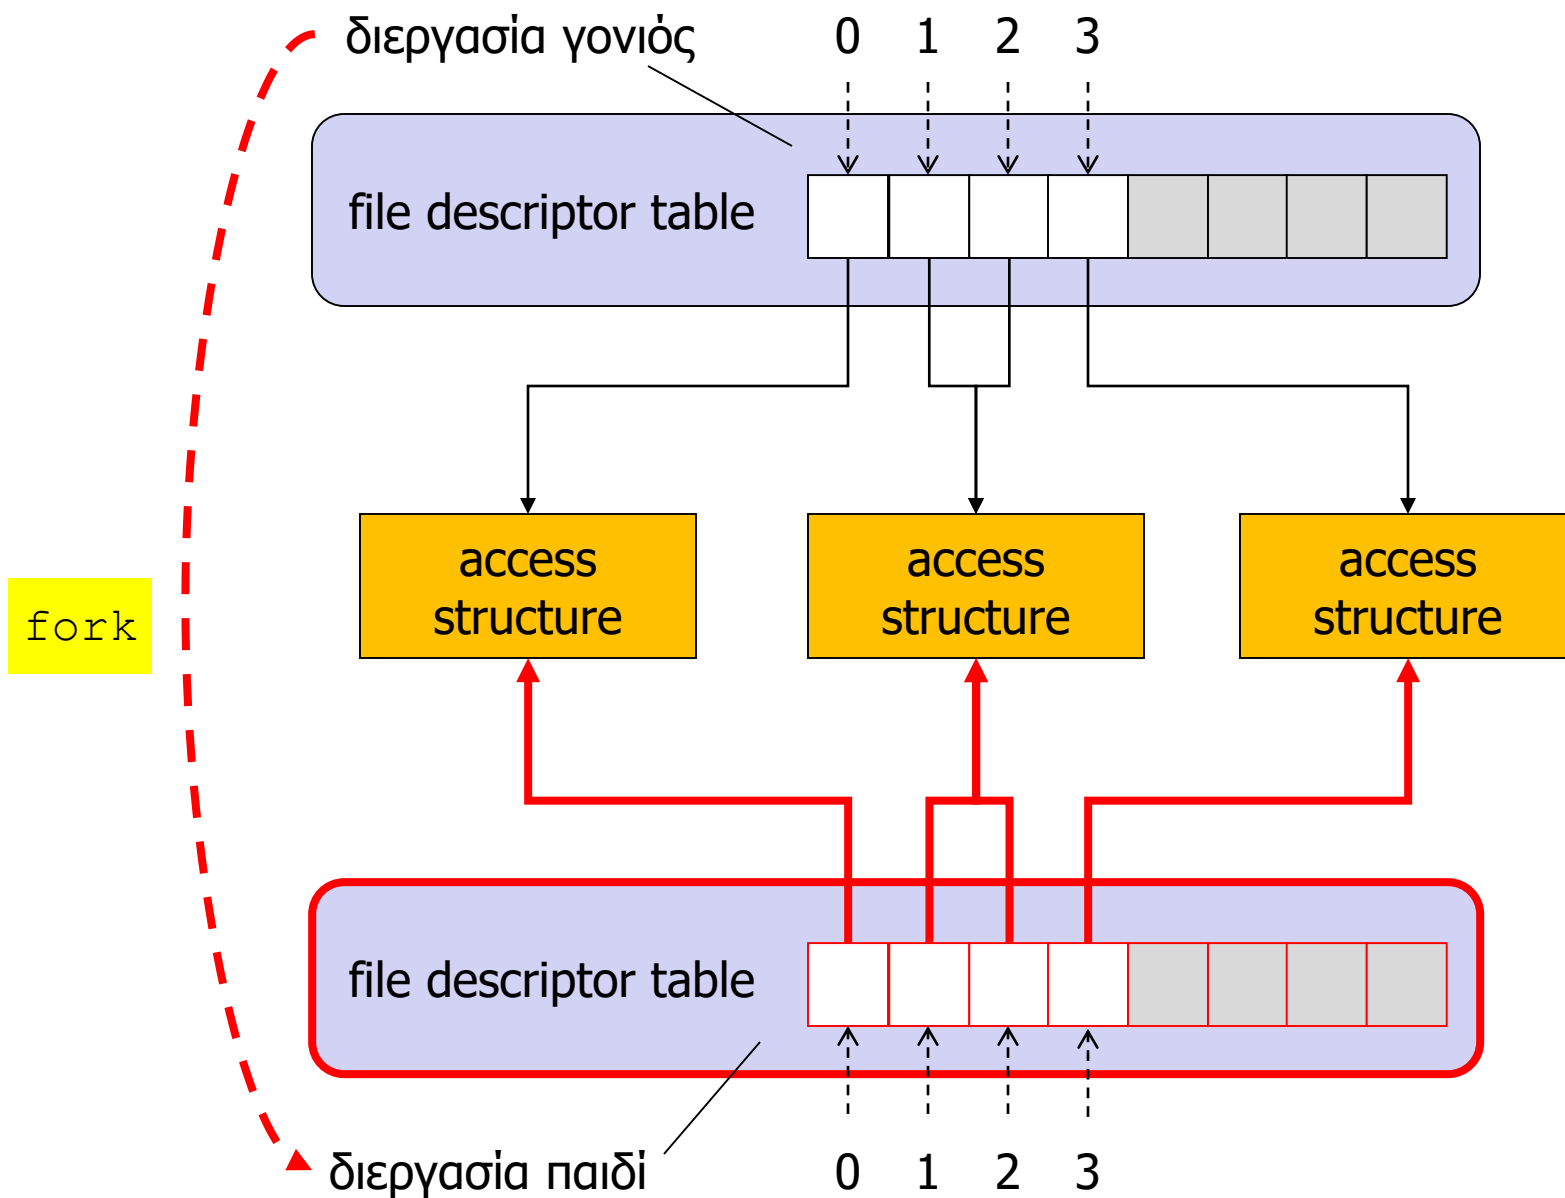 διεργασία γονιός
0 1 2 3
file descriptor table
access
structure
access
structure
access
structure
fork
file descriptor table
διεργασία παιδί
0 1 2 3